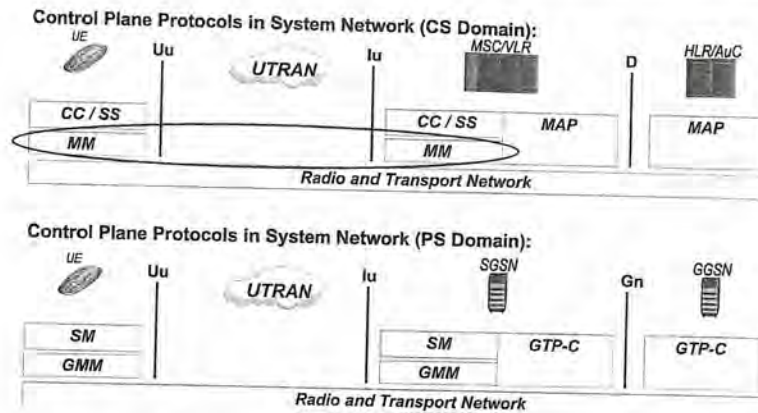 Control Plane Protocols in System Network (CS Domain):
UE
Uu
UTRAN
Iu
MSC/VLR
D
HLR/AuC
CC / SS
CC / SS
MAP
MAP
MM
MM
Radio and Transport Network
Control Plane Protocols in System Network (PS Domain):
UE
Uu
UTRAN
Iu
SGSN
Gn
GGSN
SM
SM
GTP-C
GTP-C
GMM
GMM
Radio and Transport Network